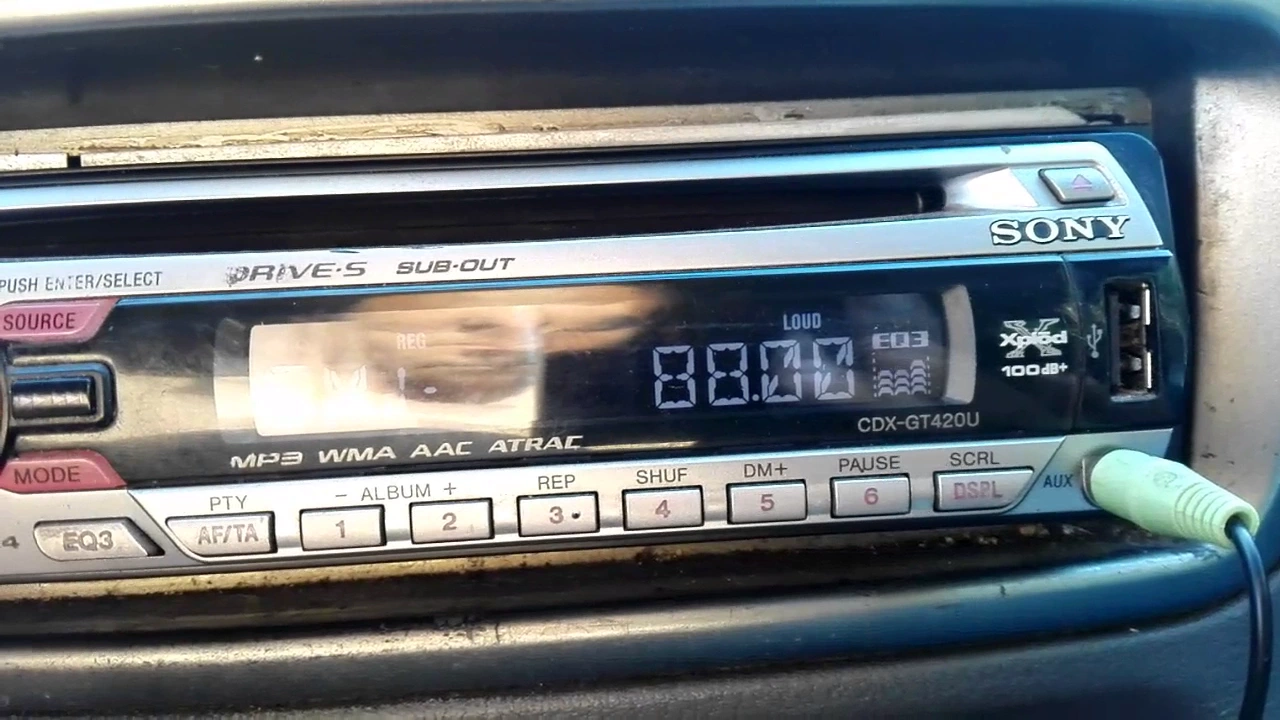 SONY
PUSH ENTER/SELECT
DRIVE·S SUB-OUT
SOURCE
REG
LOUD
88.00
EQ3
Xplod
100dB+
CDX-GT420U
MP3 WMA AAC ATRAC
MODE
PTY
- ALBUM +
REP
SHUF
DM+
PAUSE
SCRL
AUX
EQ3
AF/TA
1
2
3
4
5
6
DSPL